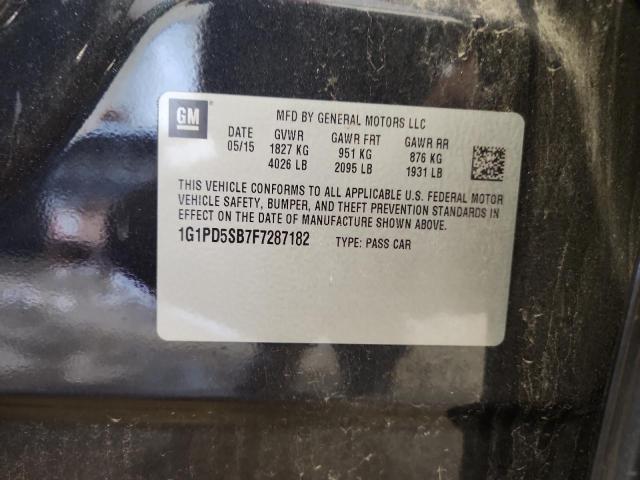 GM MFD BY GENERAL MOTORS LLC
DATE GVWR GAWR FRT GAWR RR
05/15 1827 KG 951 KG 876 KG
4026 LB 2095 LB 1931 LB
THIS VEHICLE CONFORMS TO ALL APPLICABLE U.S. FEDERAL MOTOR
VEHICLE SAFETY, BUMPER, AND THEFT PREVENTION STANDARDS IN
EFFECT ON THE DATE OF MANUFACTURE SHOWN ABOVE.
1G1PD5SB7F7287182 TYPE: PASS CAR